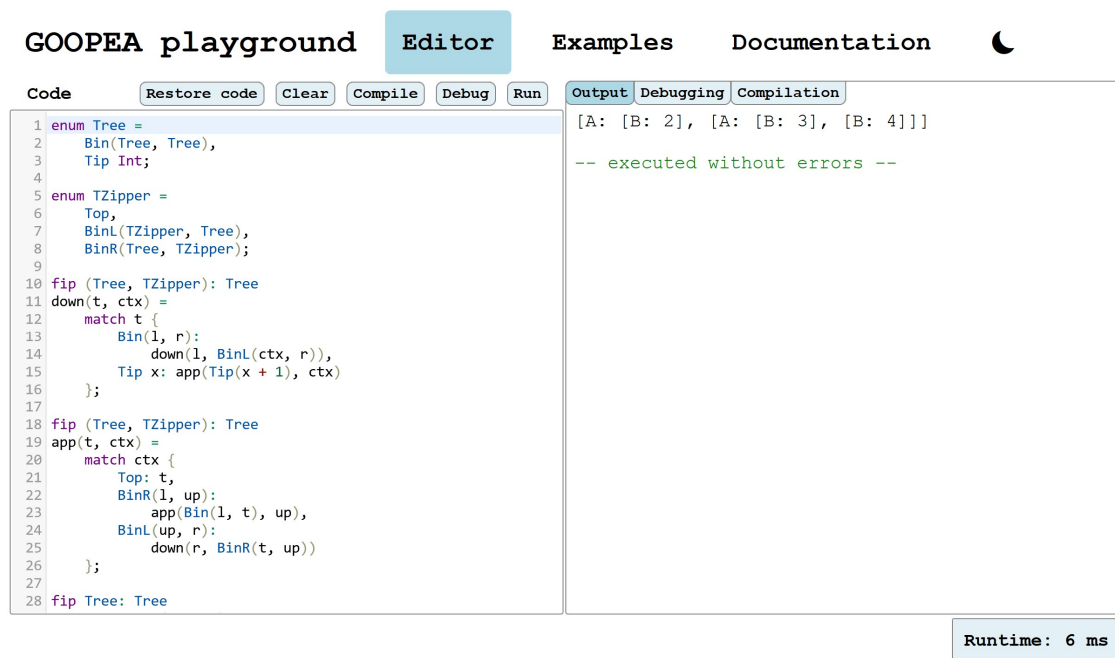 GOOPEA playground Editor Examples Documentation
Code Restore code Clear Compile Debug Run
1 enum Tree =
2     Bin(Tree, Tree),
3     Tip Int;
4
5 enum TZipper =
6     Top,
7     BinL(TZipper, Tree),
8     BinR(Tree, TZipper);
9
10 fip (Tree, TZipper): Tree
11 down(t, ctx) =
12     match t {
13         Bin(l, r):
14             down(l, BinL(ctx, r)),
15         Tip x: app(Tip(x + 1), ctx)
16     };
17
18 fip (Tree, TZipper): Tree
19 app(t, ctx) =
20     match ctx {
21         Top: t,
22         BinR(l, up):
23             app(Bin(l, t), up),
24         BinL(up, r):
25             down(r, BinR(t, up))
26     };
27
28 fip Tree: Tree
Output Debugging Compilation
[A: [B: 2], [A: [B: 3], [B: 4]]]
-- executed without errors --
Runtime: 6 ms